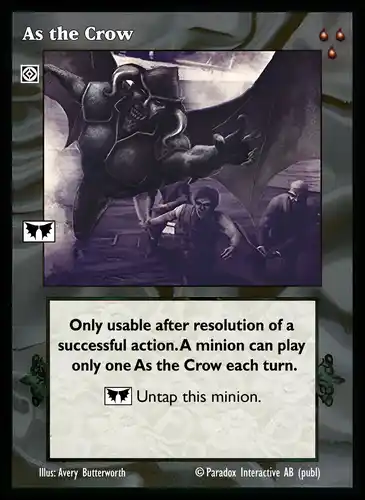 As the Crow
Only usable after resolution of a
successful action. A minion can play
only one As the Crow each turn.
Untap this minion.
Illus: Avery Butterworth © Paradox Interactive AB (publ)